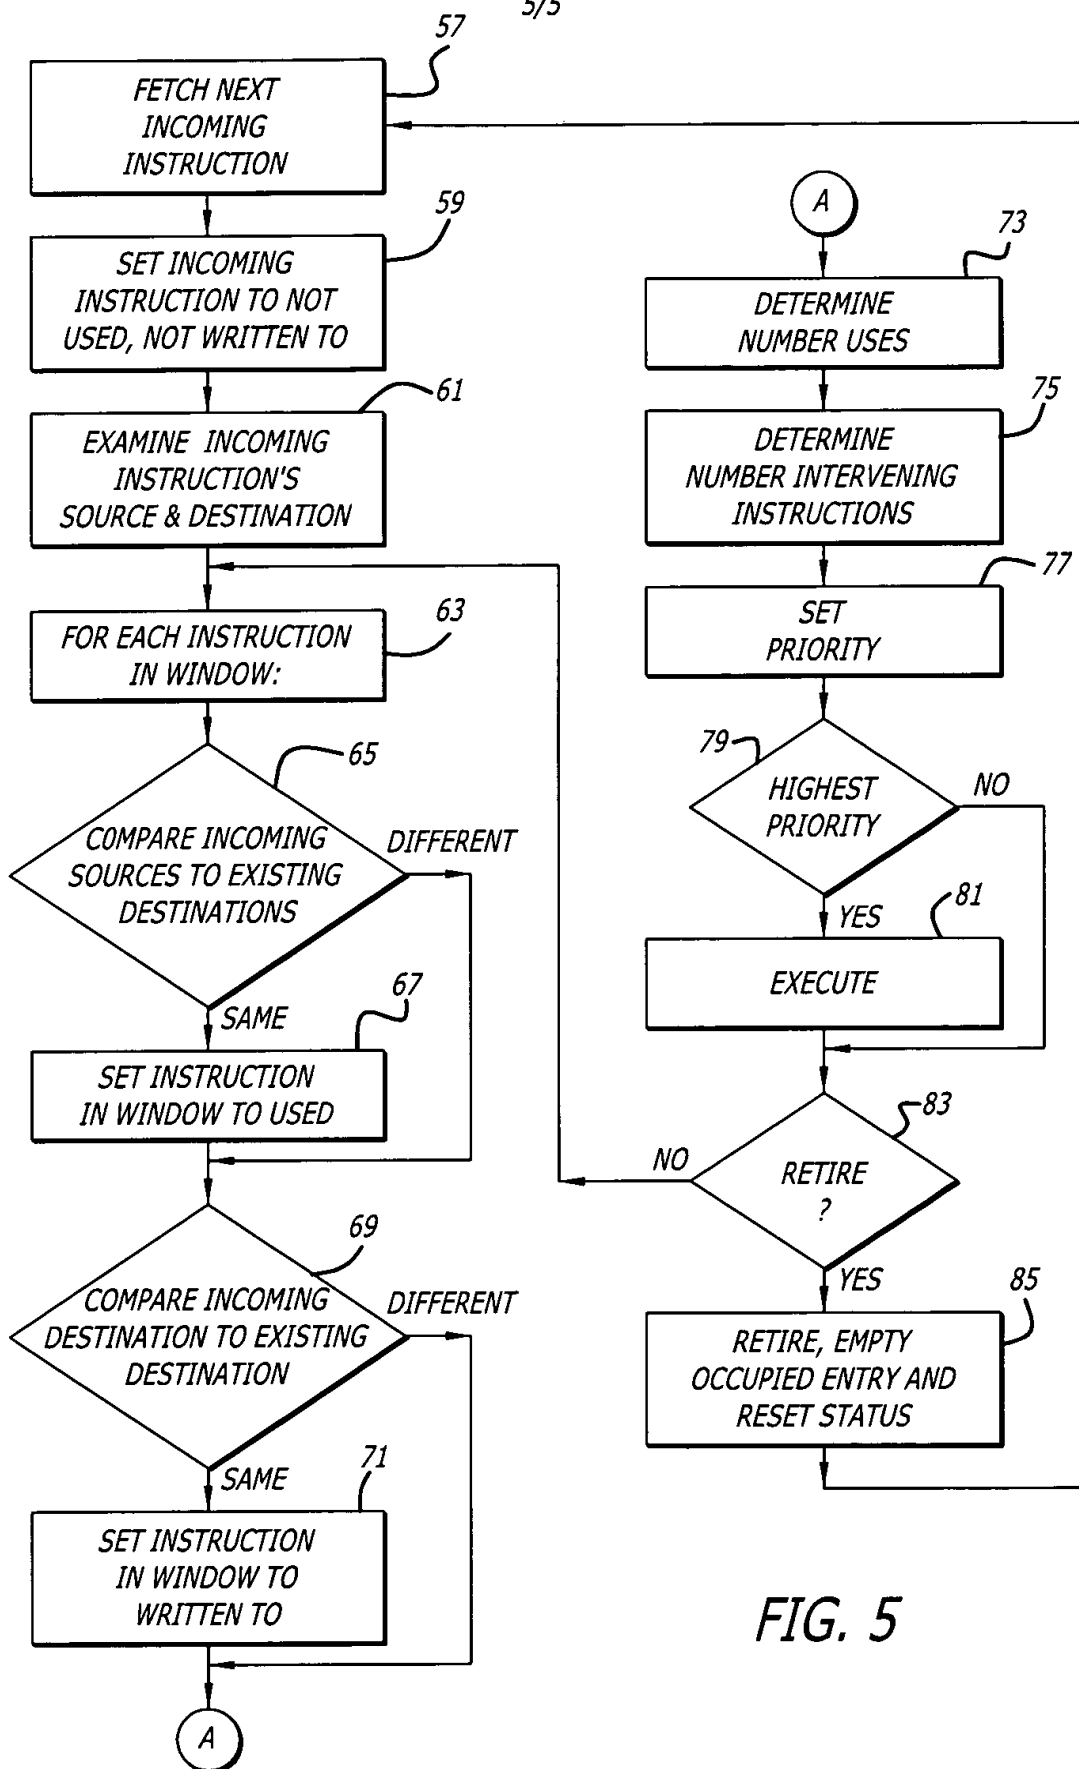 5/5
57
FETCH NEXT
INCOMING
INSTRUCTION
59
SET INCOMING
INSTRUCTION TO NOT
USED, NOT WRITTEN TO
61
EXAMINE INCOMING
INSTRUCTION'S
SOURCE & DESTINATION
63
FOR EACH INSTRUCTION
IN WINDOW:
65
COMPARE INCOMING
SOURCES TO EXISTING
DESTINATIONS
DIFFERENT
SAME
67
SET INSTRUCTION
IN WINDOW TO USED
69
COMPARE INCOMING
DESTINATION TO EXISTING
DESTINATION
DIFFERENT
SAME
71
SET INSTRUCTION
IN WINDOW TO
WRITTEN TO
A
A
73
DETERMINE
NUMBER USES
75
DETERMINE
NUMBER INTERVENING
INSTRUCTIONS
77
SET
PRIORITY
79
HIGHEST
PRIORITY
NO
YES
81
EXECUTE
83
RETIRE
?
NO
YES
85
RETIRE, EMPTY
OCCUPIED ENTRY AND
RESET STATUS
FIG. 5